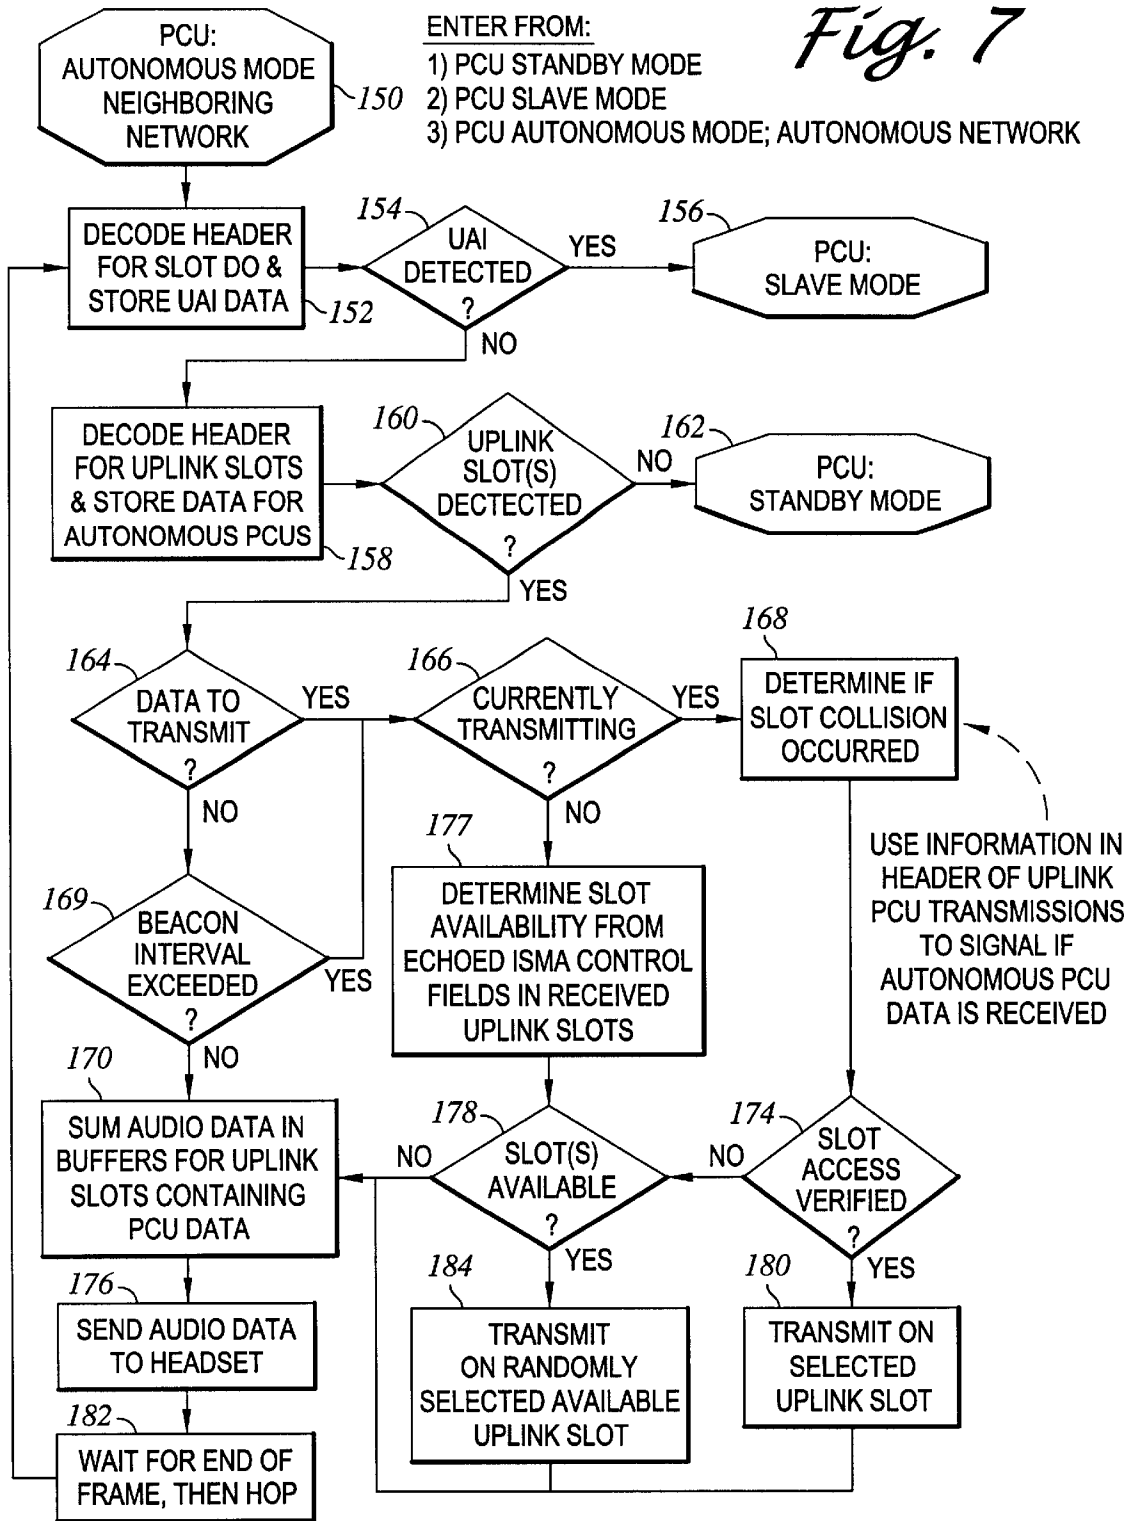 PCU:
AUTONOMOUS MODE
NEIGHBORING
NETWORK
150
ENTER FROM:
1) PCU STANDBY MODE
2) PCU SLAVE MODE
3) PCU AUTONOMOUS MODE; AUTONOMOUS NETWORK
Fig. 7
DECODE HEADER
FOR SLOT DO &
STORE UAI DATA
152
154
UAI
DETECTED
?
YES
NO
156
PCU:
SLAVE MODE
DECODE HEADER
FOR UPLINK SLOTS
& STORE DATA FOR
AUTONOMOUS PCUS
158
160
UPLINK
SLOT(S)
DECTECTED
?
NO
YES
162
PCU:
STANDBY MODE
164
DATA TO
TRANSMIT
?
YES
NO
166
CURRENTLY
TRANSMITTING
?
YES
NO
168
DETERMINE IF
SLOT COLLISION
OCCURRED
USE INFORMATION IN
HEADER OF UPLINK
PCU TRANSMISSIONS
TO SIGNAL IF
AUTONOMOUS PCU
DATA IS RECEIVED
169
BEACON
INTERVAL
EXCEEDED
?
YES
NO
177
DETERMINE SLOT
AVAILABILITY FROM
ECHOED ISMA CONTROL
FIELDS IN RECEIVED
UPLINK SLOTS
170
SUM AUDIO DATA IN
BUFFERS FOR UPLINK
SLOTS CONTAINING
PCU DATA
178
SLOT(S)
AVAILABLE
?
NO
YES
174
SLOT
ACCESS
VERIFIED
?
NO
YES
176
SEND AUDIO DATA
TO HEADSET
184
TRANSMIT
ON RANDOMLY
SELECTED AVAILABLE
UPLINK SLOT
180
TRANSMIT ON
SELECTED
UPLINK SLOT
182
WAIT FOR END OF
FRAME, THEN HOP